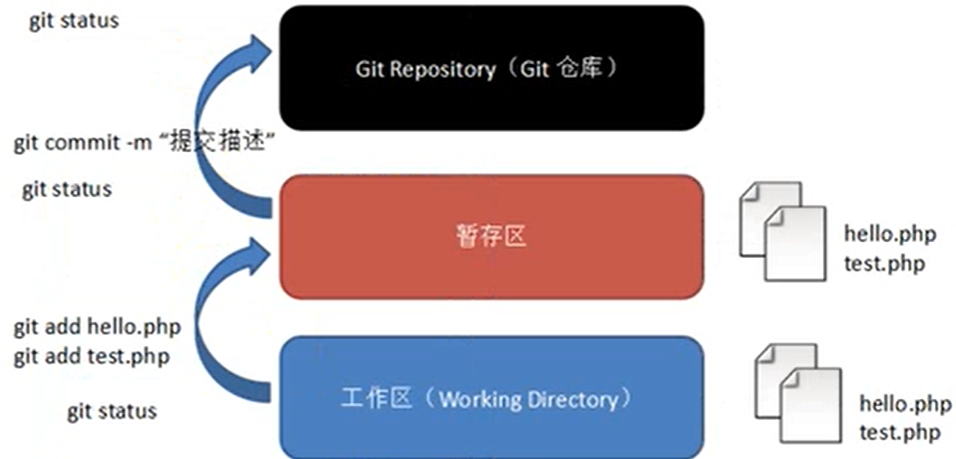 git status
Git Repository（Git 仓库）
git commit -m “提交描述”
git status
暂存区
hello.php
test.php
git add hello.php
git add test.php
git status
工作区（Working Directory）
hello.php
test.php